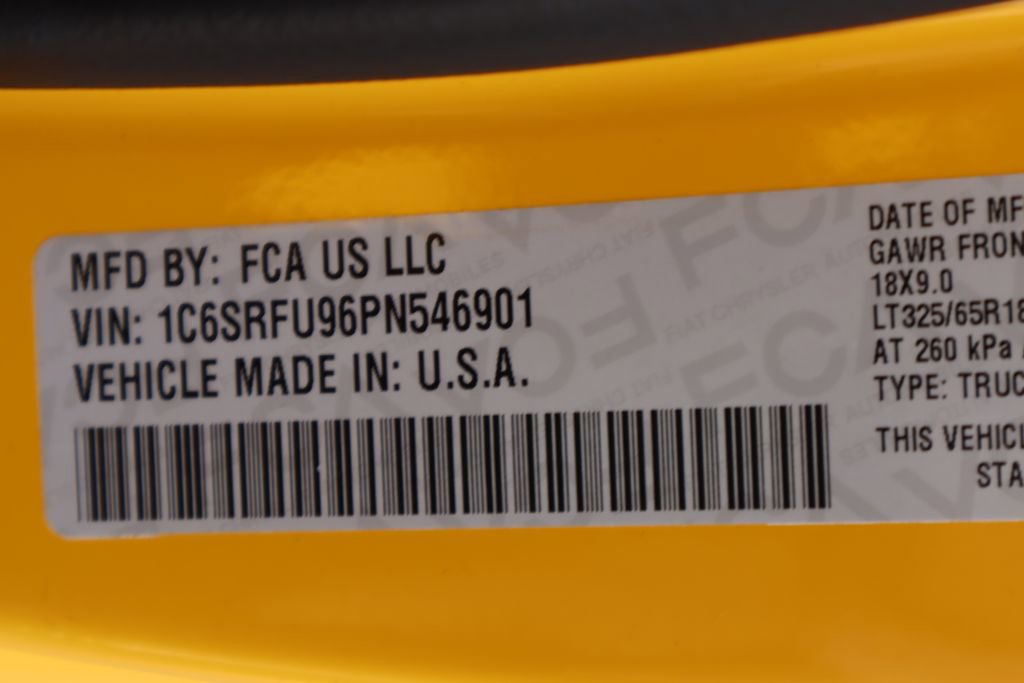 MFD BY: FCA US LLC
VIN: 1C6SRFU96PN546901
VEHICLE MADE IN: U.S.A.
DATE OF MF
GAWR FRON
18X9.0
LT325/65R18
AT 260 kPa
TYPE: TRUC
THIS VEHICL
STA